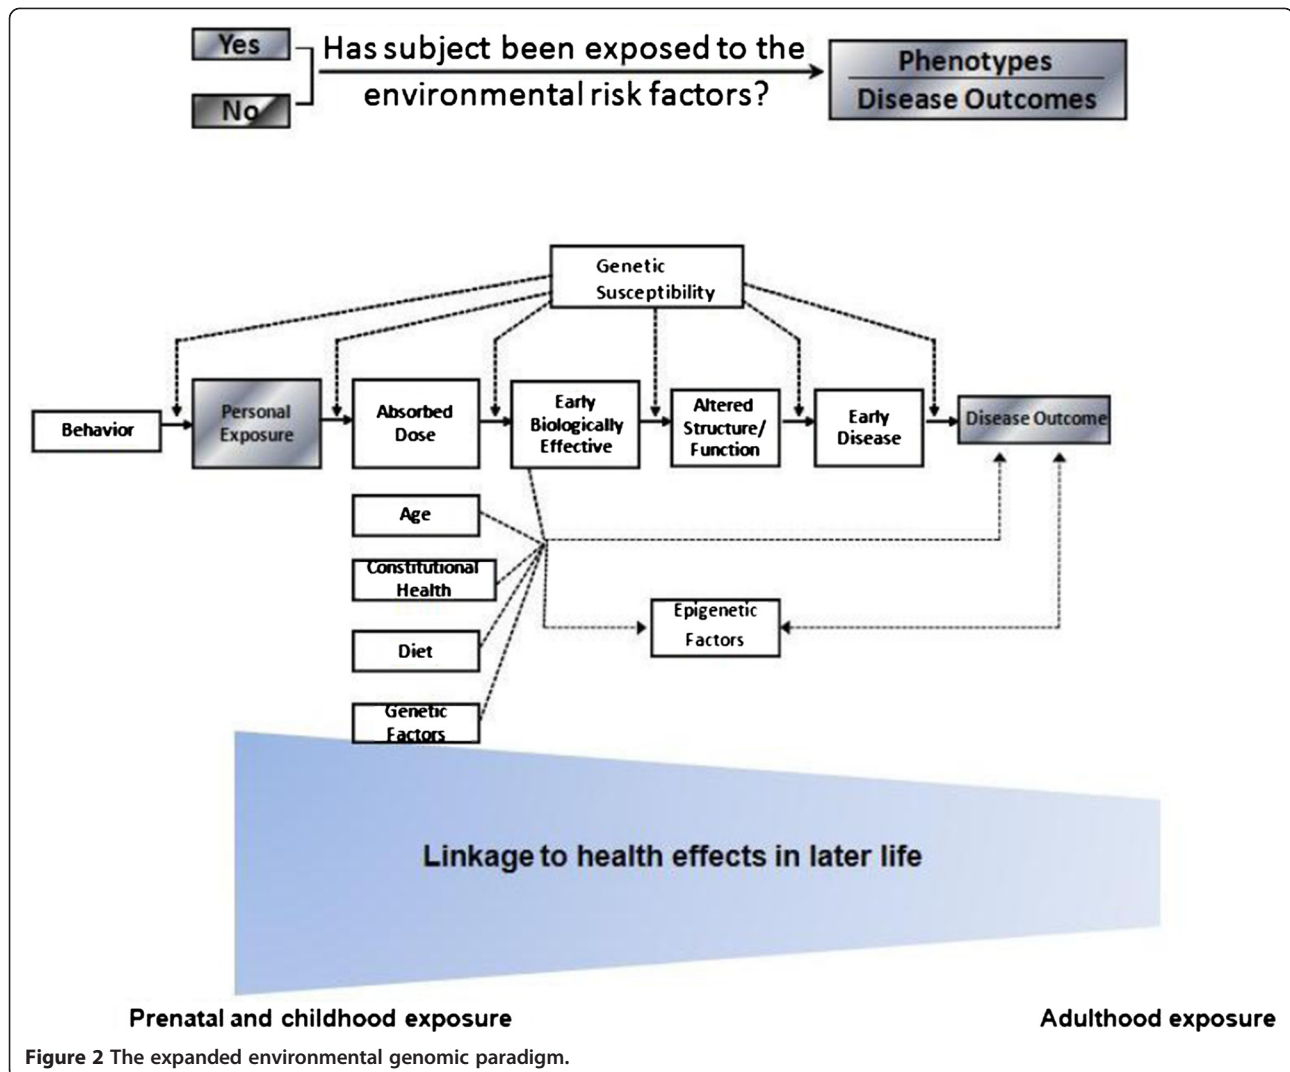 Yes
Has subject been exposed to the
No
environmental risk factors?
Phenotypes
Disease Outcomes
Genetic
Susceptibility
Behavior
Personal
Exposure
Absorbed
Dose
Early
Biologically
Effective
Altered
Structure/
Function
Early
Disease
Disease Outcome
Age
Constitutional
Health
Diet
Genetic
Factors
Epigenetic
Factors
Linkage to health effects in later life
Prenatal and childhood exposure
Adulthood exposure
Figure 2 The expanded environmental genomic paradigm.